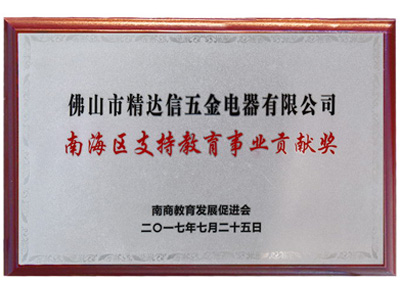 佛山市精达信五金电器有限公司
南海区支持教育事业贡献奖
南商教育发展促进会
二〇一七年七月二十五日